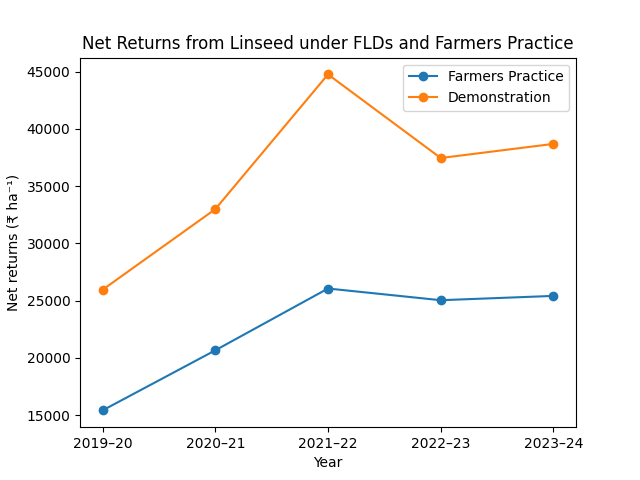 Net Returns from Linseed under FLDs and Farmers Practice
Farmers Practice
Demonstration
45000
40000
35000
30000
25000
20000
15000
Net returns (₹ ha⁻¹)
2019–20 2020–21 2021–22 2022–23 2023–24
Year